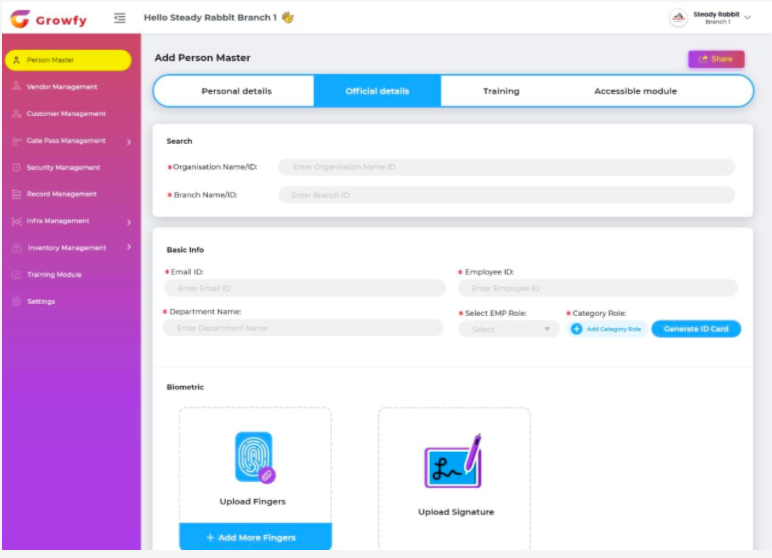 Growfy
Hello Steady Rabbit Branch 1 👋
Steady Rabbit
Branch 1
Person Master
Vendor Management
Customer Management
Gate Pass Management
Security Management
Record Management
Infra Management
Inventory Management
Training Module
Settings
Add Person Master
Share
Personal details
Official details
Training
Accessible module
Search
*Organisation Name/ID:
Enter Organisation Name ID
* Branch Name/ID:
Enter Branch ID
Basic Info
* Email ID:
Enter Email ID
* Employee ID:
Enter Employee ID
* Department Name:
Enter Department Name
* Select EMP Role:
Select
* Category Role:
+ Add Category Role
Generate ID Card
Biometric
Upload Fingers
+ Add More Fingers
Upload Signature